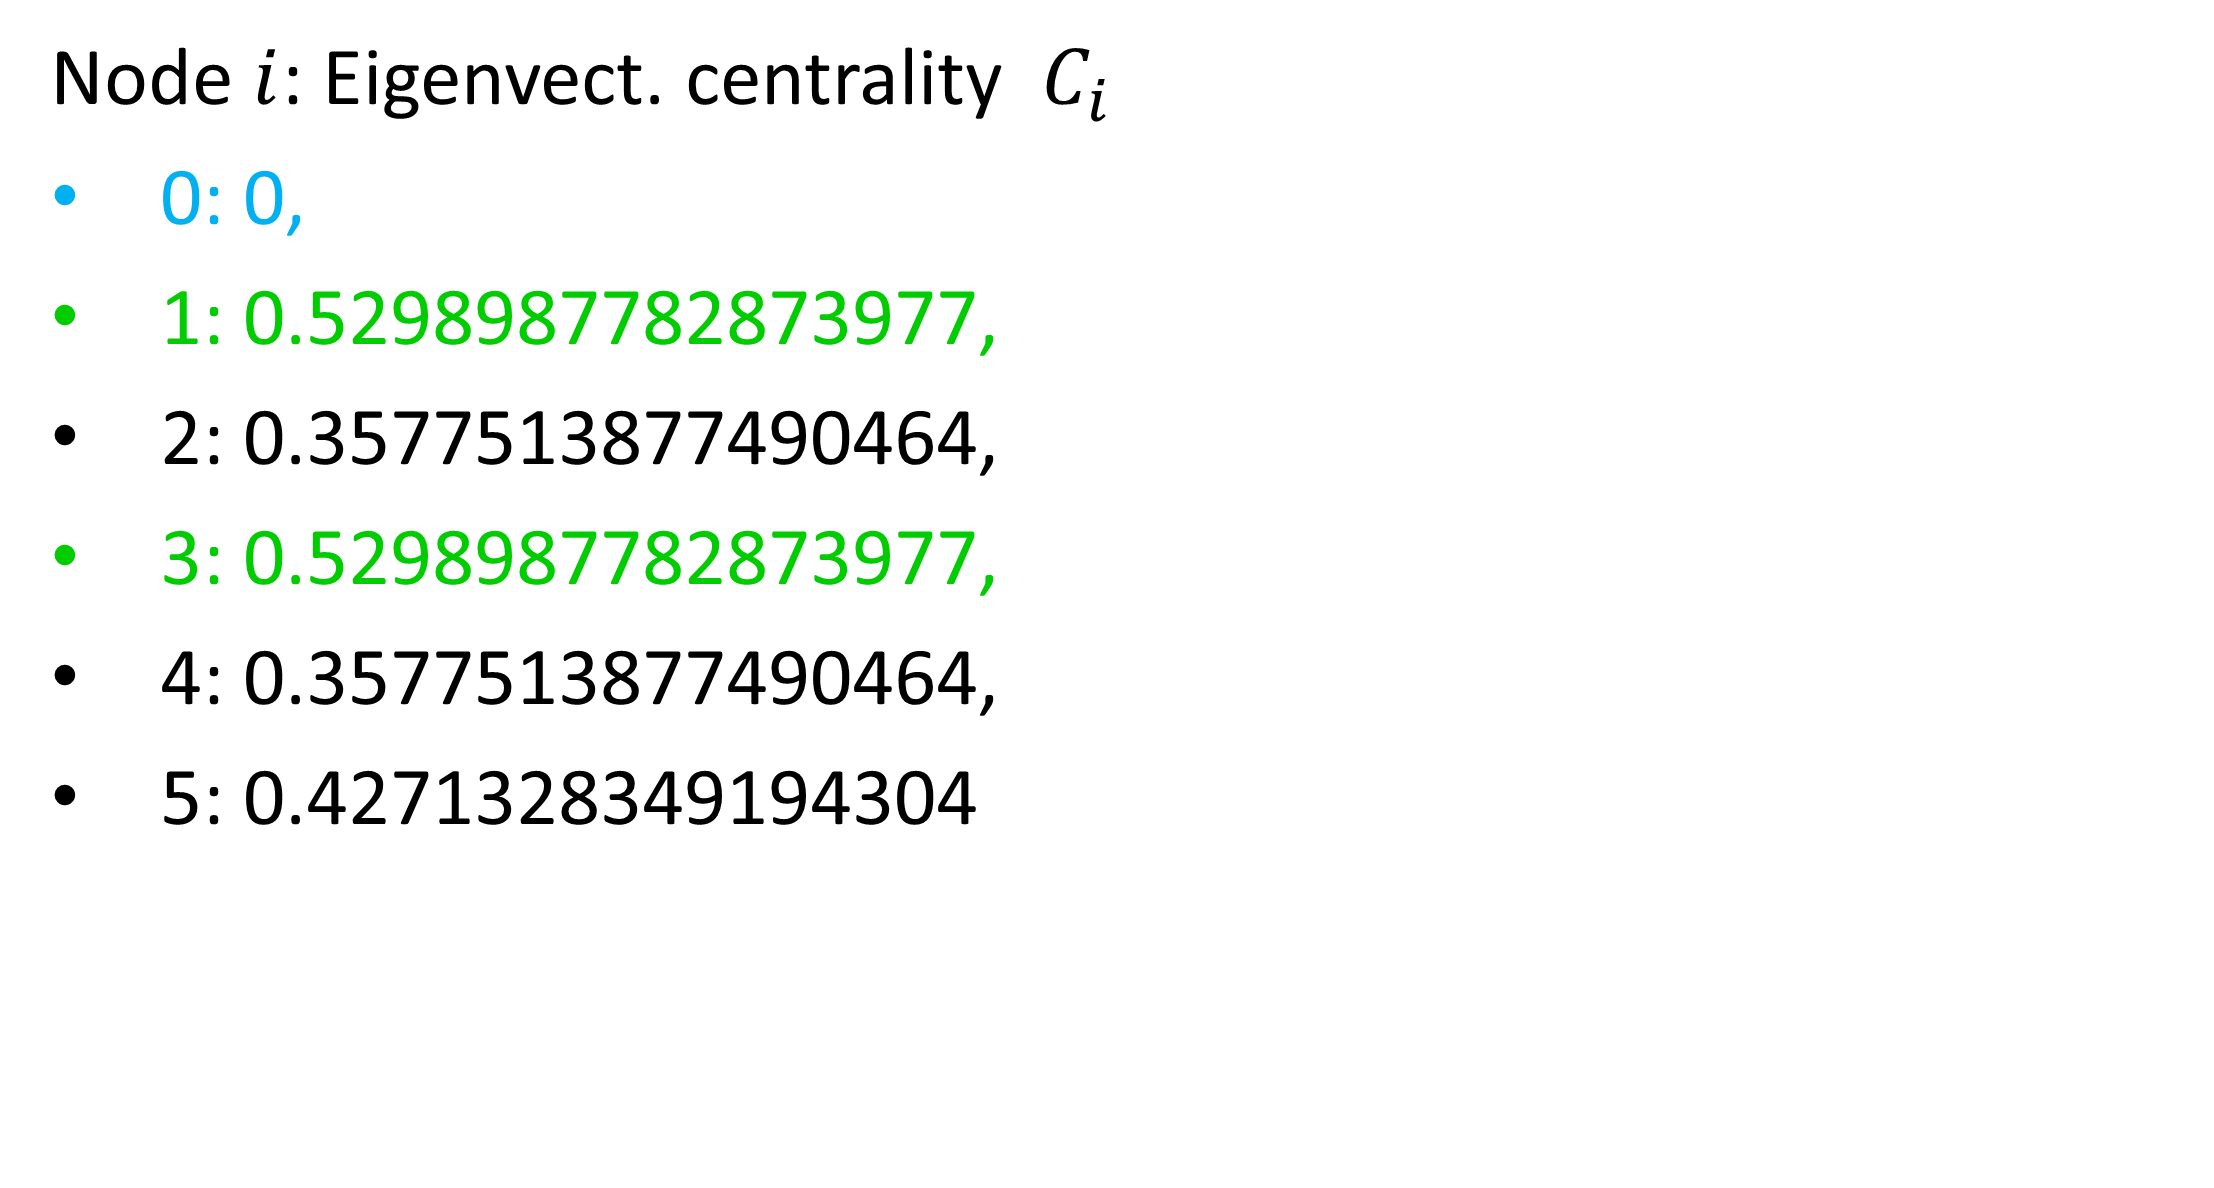 Node 𝑖: Eigenvect. centrality 𝐶ᵢ
• 0: 0,
• 1: 0.5298987782873977,
• 2: 0.3577513877490464,
• 3: 0.5298987782873977,
• 4: 0.3577513877490464,
• 5: 0.4271328349194304